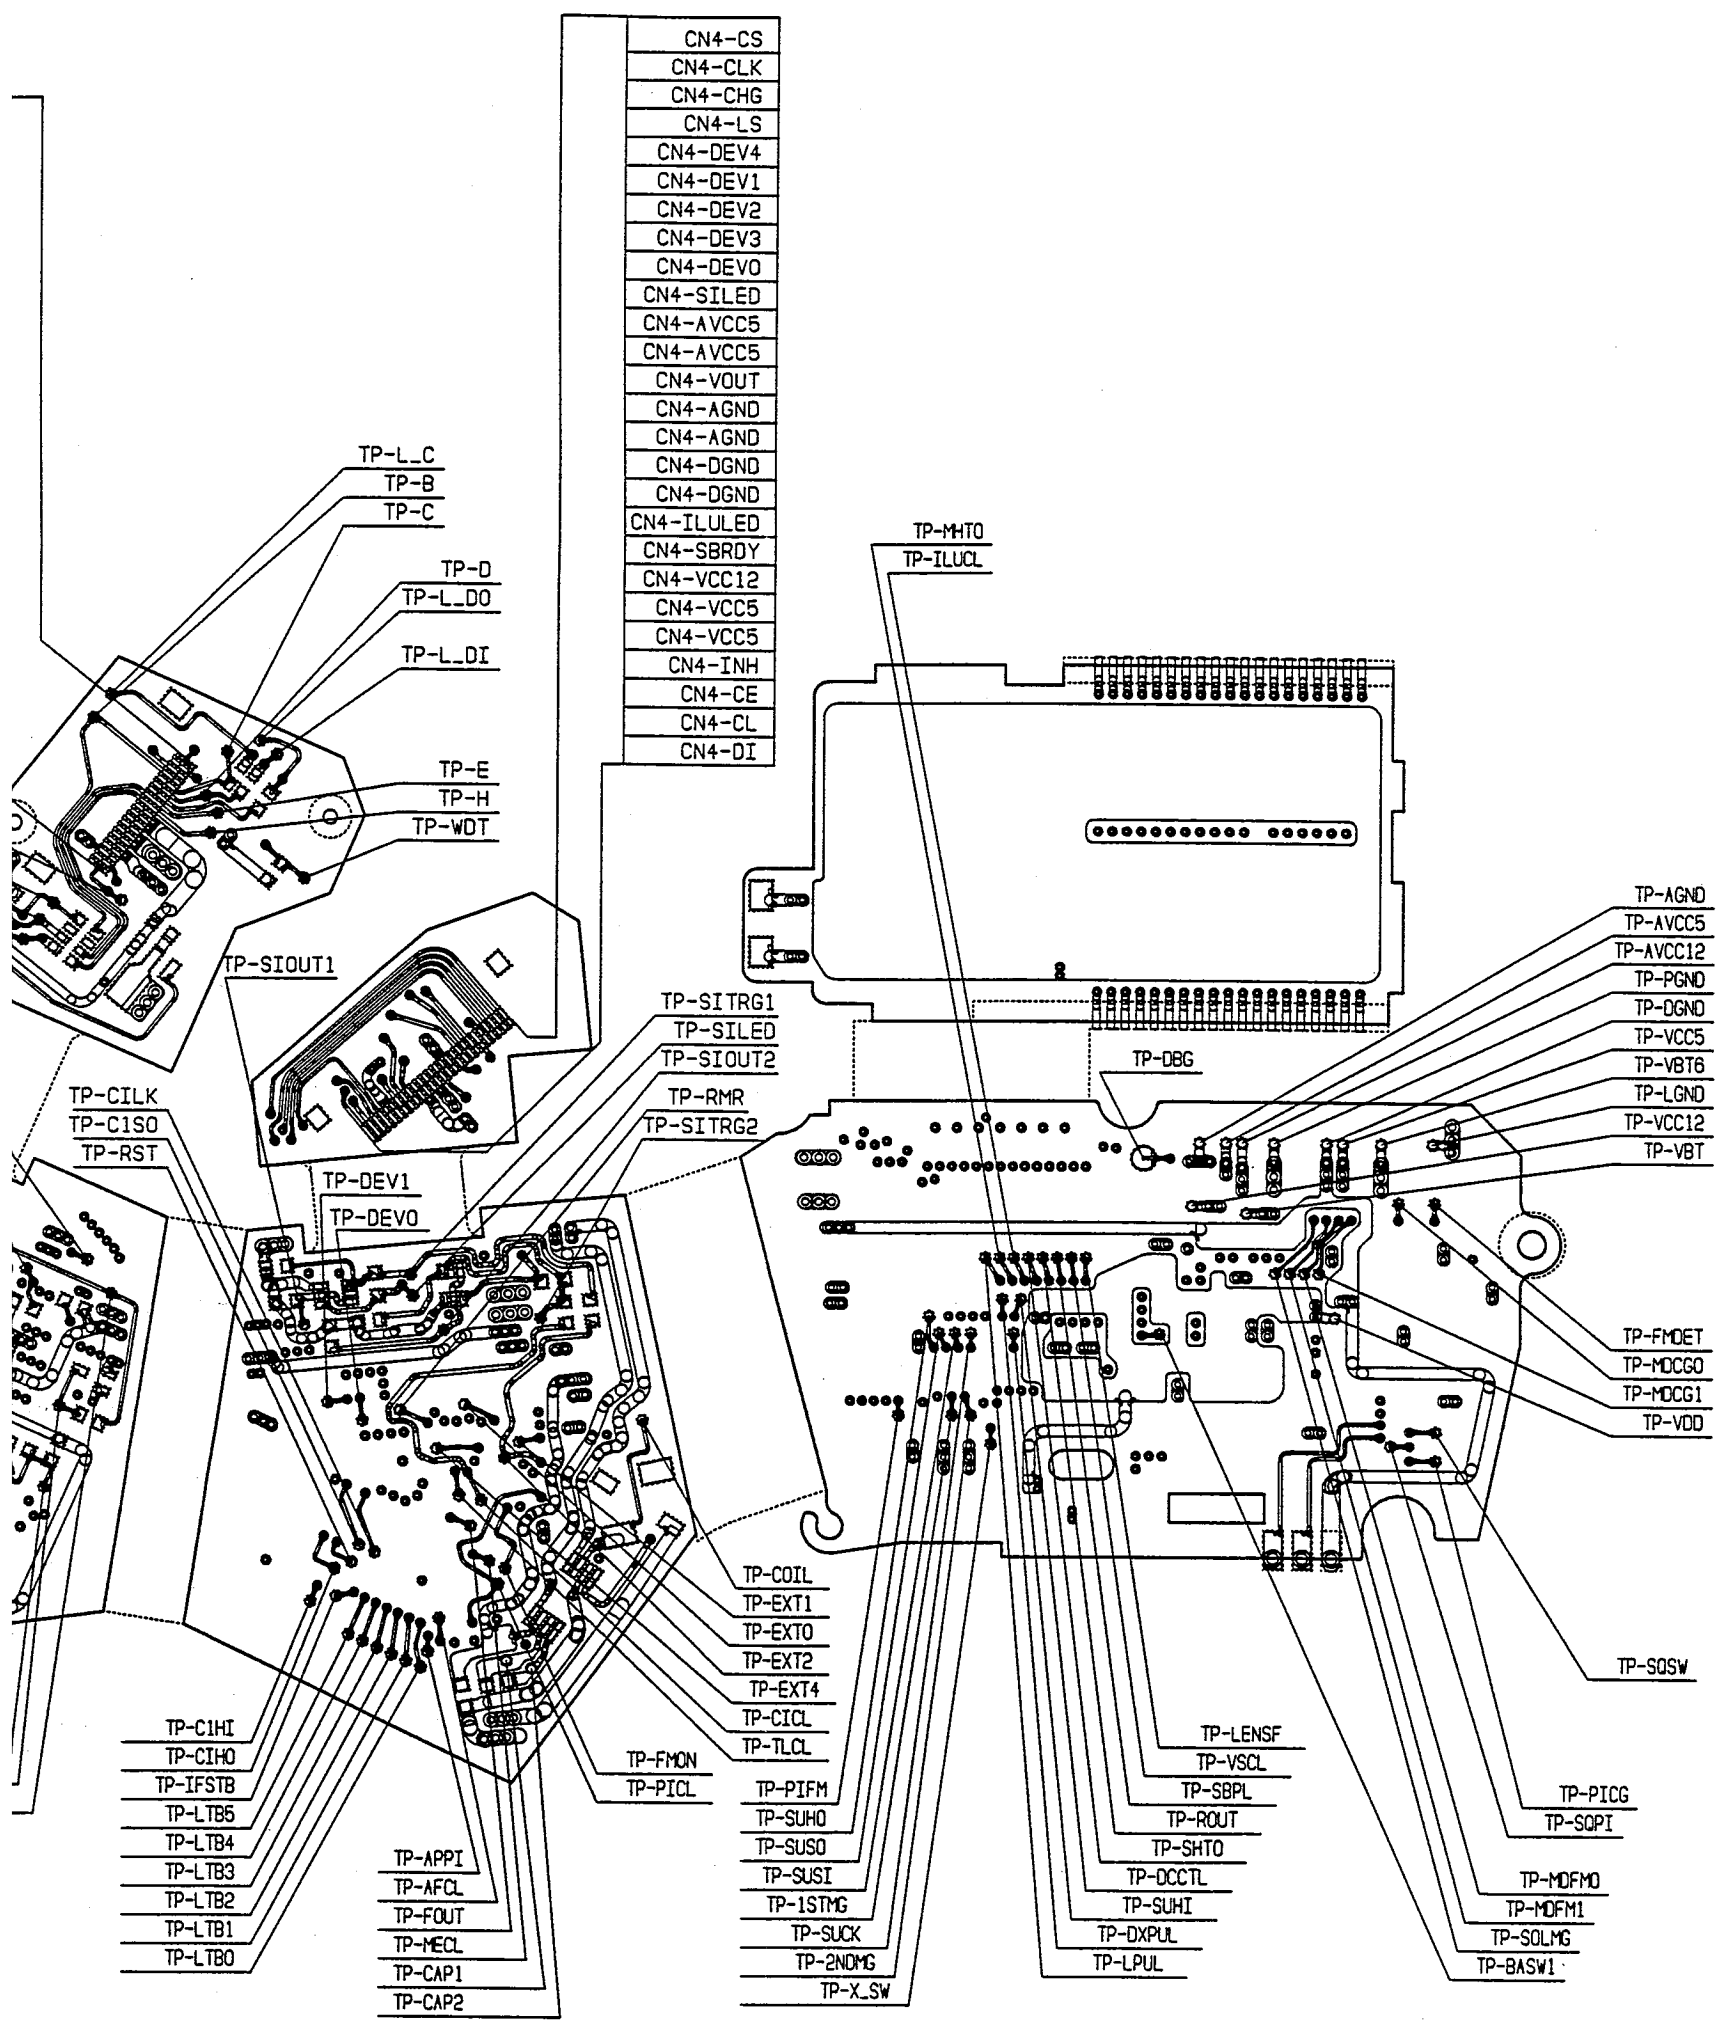 CN4-CS
CN4-CLK
CN4-CHG
CN4-LS
CN4-DEV4
CN4-DEV1
CN4-DEV2
CN4-DEV3
CN4-DEV0
CN4-SILED
CN4-AVCC5
CN4-AVCC5
CN4-VOUT
CN4-AGND
CN4-AGND
CN4-DGND
CN4-DGND
CN4-ILULED
CN4-SBRDY
CN4-VCC12
CN4-VCC5
CN4-VCC5
CN4-INH
CN4-CE
CN4-CL
CN4-DI
TP-L_C
TP-B
TP-C
TP-D
TP-L_DO
TP-L_DI
TP-E
TP-H
TP-WDT
TP-MHTO
TP-ILUCL
TP-SIOUT1
TP-SITRG1
TP-SILED
TP-SIOUT2
TP-RMR
TP-SITRG2
TP-CILK
TP-C1SO
TP-RST
TP-DEV1
TP-DEV0
TP-DBG
TP-AGND
TP-AVCC5
TP-AVCC12
TP-PGND
TP-DGND
TP-VCC5
TP-VBT6
TP-LGND
TP-VCC12
TP-VBT
TP-FMDET
TP-MDCG0
TP-MDCG1
TP-VDD
TP-COIL
TP-EXT1
TP-EXT0
TP-EXT2
TP-EXT4
TP-CICL
TP-TLCL
TP-FMON
TP-PICL
TP-C1HI
TP-CIHO
TP-IFSTB
TP-LTB5
TP-LTB4
TP-LTB3
TP-LTB2
TP-LTB1
TP-LTB0
TP-APPI
TP-AFCL
TP-FOUT
TP-MECL
TP-CAP1
TP-CAP2
TP-PIFM
TP-SUHO
TP-SUSO
TP-SUSI
TP-1STMG
TP-SUCK
TP-2NDMG
TP-X_SW
TP-LENSF
TP-VSCL
TP-SBPL
TP-ROUT
TP-SHTO
TP-DCCTL
TP-SUHI
TP-DXPUL
TP-LPUL
TP-SQSW
TP-PICG
TP-SQPI
TP-MDFM0
TP-MDFM1
TP-SQLMG
TP-BASW1